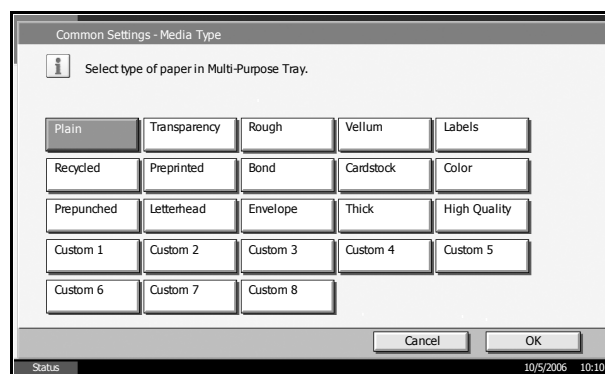 Common Settings - Media Type
i Select type of paper in Multi-Purpose Tray.
Plain Transparency Rough Vellum Labels
Recycled Preprinted Bond Cardstock Color
Prepunched Letterhead Envelope Thick High Quality
Custom 1 Custom 2 Custom 3 Custom 4 Custom 5
Custom 6 Custom 7 Custom 8
Cancel OK
Status 10/5/2006 10:10